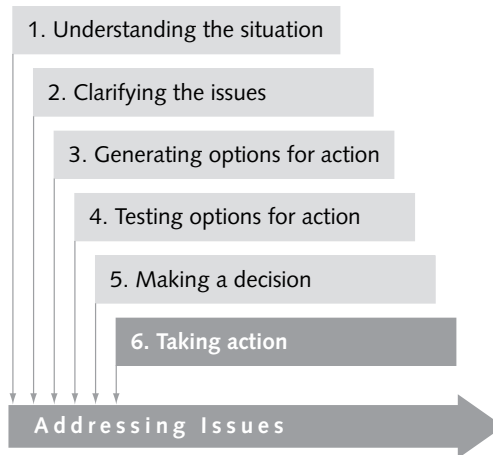 1. Understanding the situation
2. Clarifying the issues
3. Generating options for action
4. Testing options for action
5. Making a decision
6. Taking action
Addressing Issues